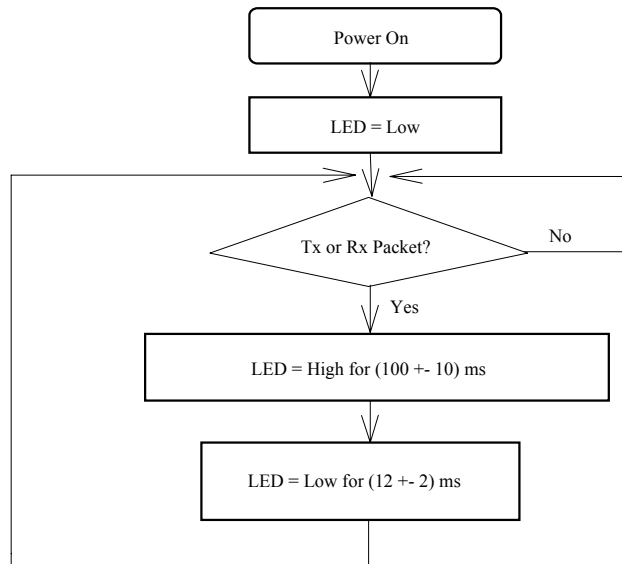 Power On
LED = Low
Tx or Rx Packet?
No
Yes
LED = High for (100 +- 10) ms
LED = Low for (12 +- 2) ms